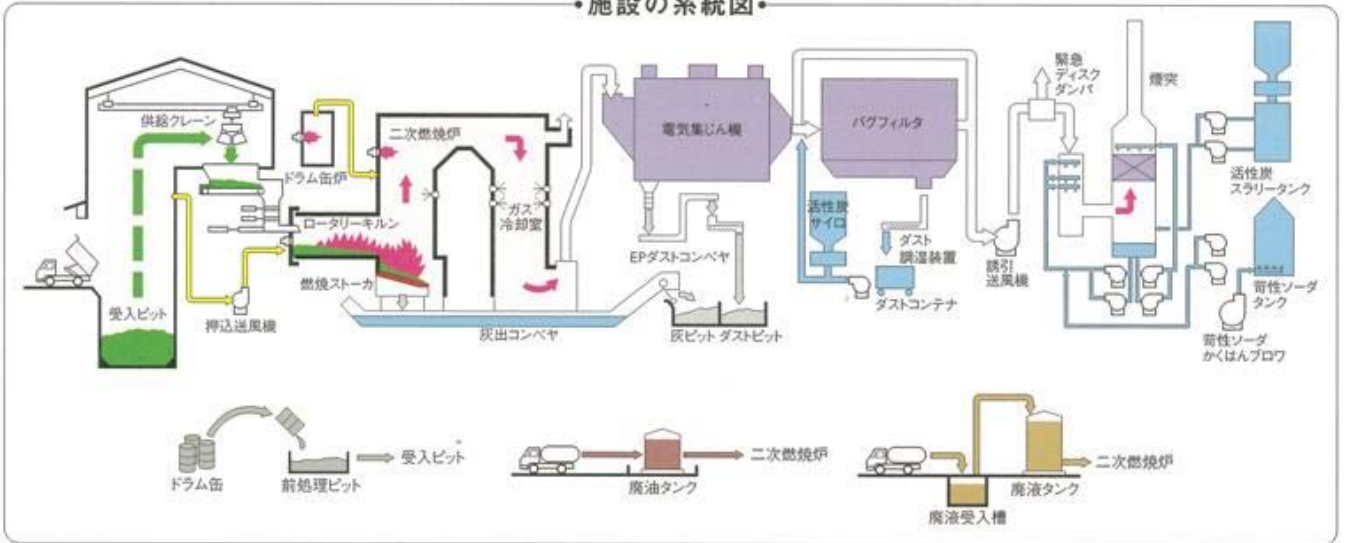 •施設の系統図•
供給クレーン
ドラム缶炉
二次燃焼炉
ロータリーキルン
ガス
冷却室
燃焼ストーカ
受入ピット
押込送風機
灰出コンベヤ
電気集じん機
EPダストコンベヤ
灰ピット
ダストピット
バグフィルタ
活性炭
サイロ
ダスト
調湿装置
ダストコンテナ
誘引
送風機
緊急
ディスク
ダンパ
煙突
活性炭
スラリータンク
苛性ソーダ
タンク
苛性ソーダ
かくはんブロワ
ドラム缶
前処理ピット
受入ピット
廃油タンク
二次燃焼炉
廃液受入槽
廃液タンク
二次燃焼炉